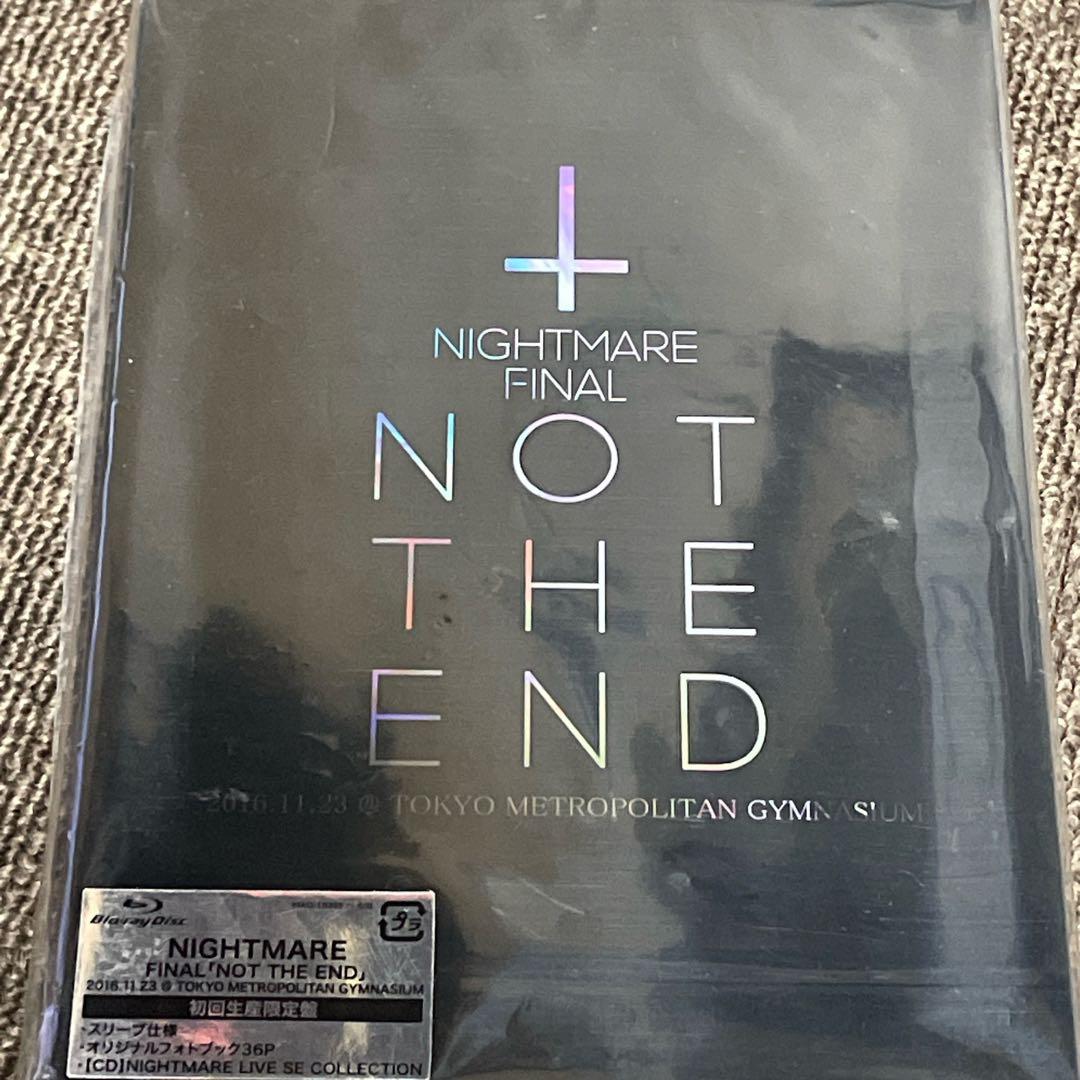 NIGHTMARE
FINAL
NOT
THE
END
2016.11.23 @ TOKYO METROPOLITAN GYMNASIUM
Blu-ray Disc
プラ
NIGHTMARE
FINAL「NOT THE END」
2016.11.23 @ TOKYO METROPOLITAN GYMNASIUM
初回生産限定盤
・スリーブ仕様
・オリジナルフォトブック36P
・【CD】NIGHTMARE LIVE SE COLLECTION